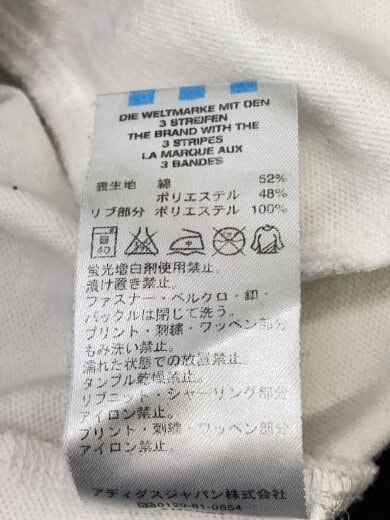 DIE WELTMARKE MIT DEN
3 STREIFEN
THE BRAND WITH THE
3 STRIPES
LA MARQUE AUX
3 BANDES
表生地 綿 52%
ポリエステル 48%
リブ部分 ポリエステル 100%
40
蛍光増白剤使用禁止。
漬け置き禁止。
ファスナー・ベルクロ・釦・
バックルは閉じて洗う。
プリント・刺繍・ワッペン部分
もみ洗い禁止。
濡れた状態での放置禁止。
タンブル乾燥禁止。
リブニット・シャーリング部分
アイロン禁止。
プリント・刺繍・ワッペン部分
アイロン禁止。
アディダスジャパン株式会社
0120-81-0654